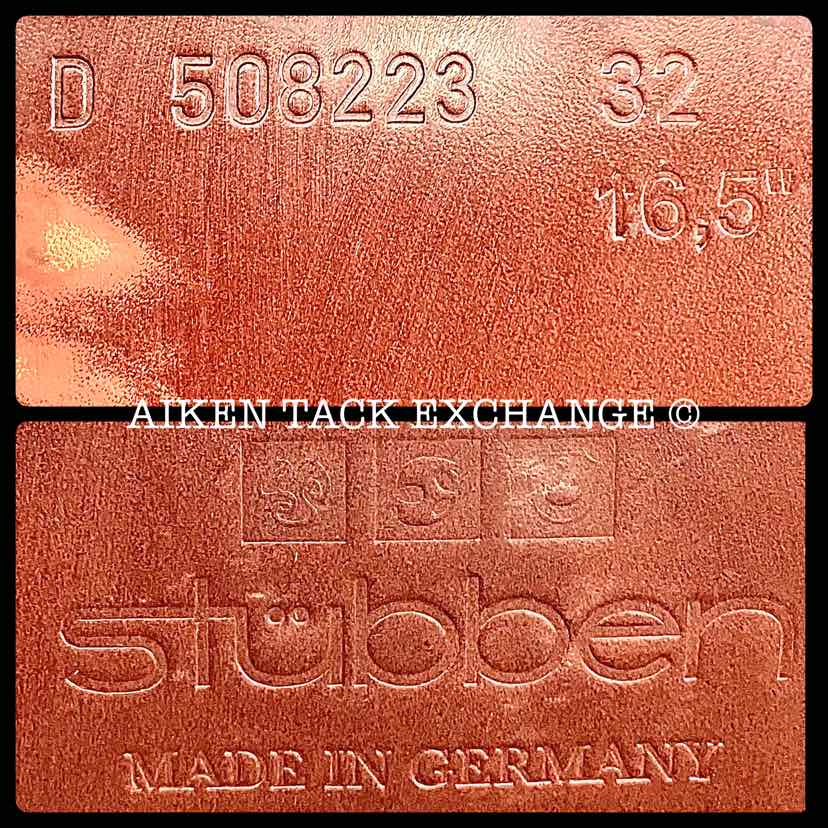 D 508223 32
16,5"
AIKEN TACK EXCHANGE ©
stübben
MADE IN GERMANY